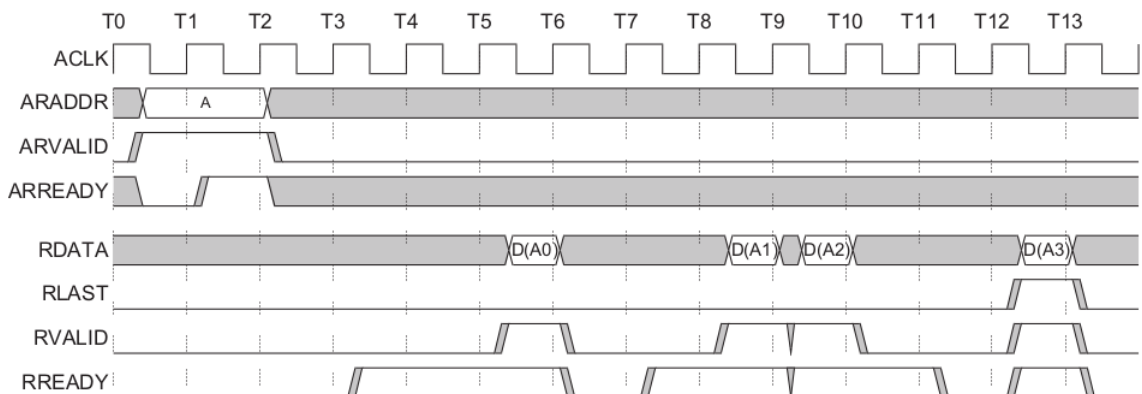 T0 T1 T2 T3 T4 T5 T6 T7 T8 T9 T10 T11 T12 T13
ACLK
ARADDR A
ARVALID
ARREADY
RDATA D(A0) D(A1) D(A2) D(A3)
RLAST
RVALID
RREADY